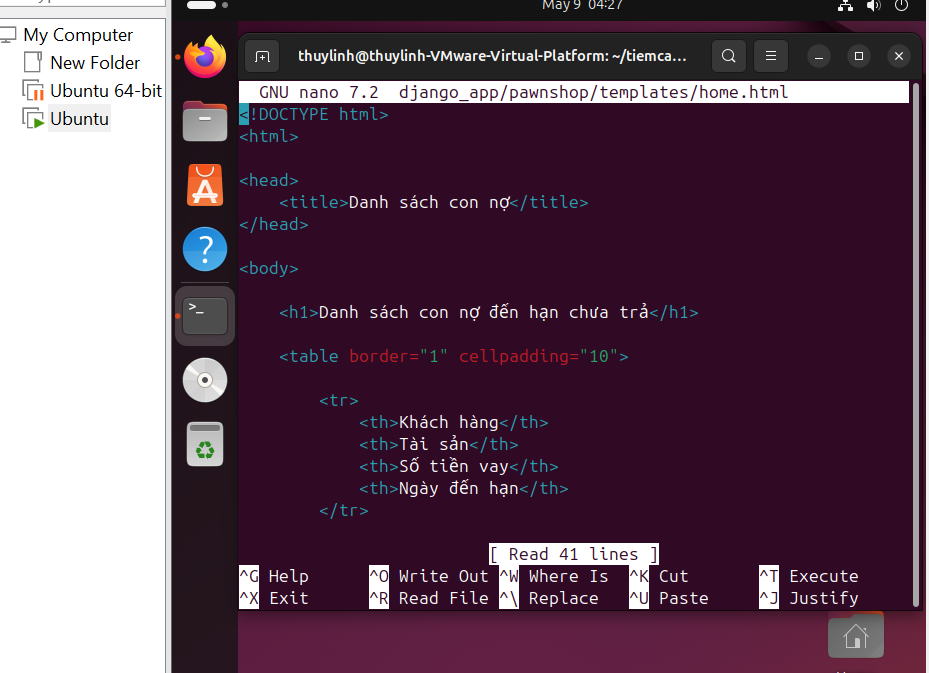 My Computer
New Folder
Ubuntu 64-bit
Ubuntu
May 9 04:27
thuylinh@thuylinh-VMware-Virtual-Platform: ~/tiemca...
GNU nano 7.2 django_app/pawnshop/templates/home.html
<!DOCTYPE html>
<html>
<head>
<title>Danh sách con nợ</title>
</head>
<body>
<h1>Danh sách con nợ đến hạn chưa trả</h1>
<table border="1" cellpadding="10">
<tr>
<th>Khách hàng</th>
<th>Tài sản</th>
<th>Số tiền vay</th>
<th>Ngày đến hạn</th>
</tr>
[ Read 41 lines ]
^G Help ^O Write Out ^W Where Is ^K Cut ^T Execute
^X Exit ^R Read File ^\ Replace ^U Paste ^J Justify